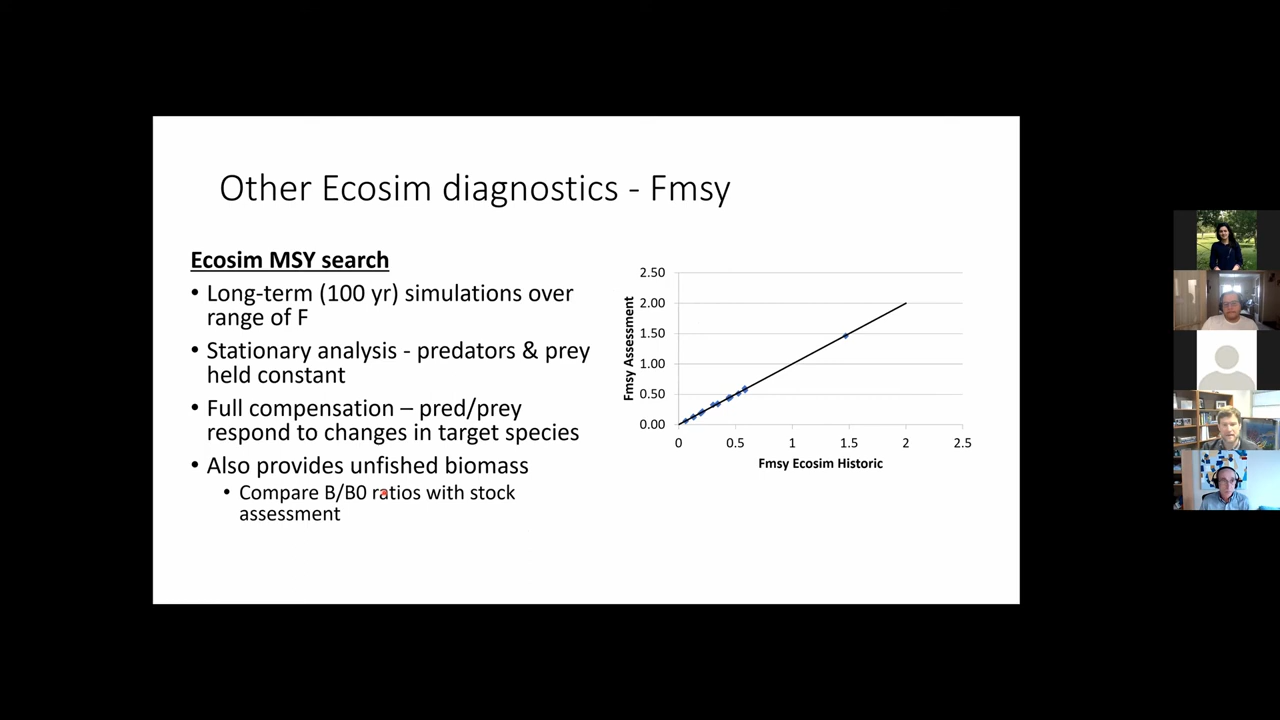 Other Ecosim diagnostics - Fmsy
Ecosim MSY search
• Long-term (100 yr) simulations over
range of F
• Stationary analysis - predators & prey
held constant
• Full compensation – pred/prey
respond to changes in target species
• Also provides unfished biomass
• Compare B/B0 ratios with stock
assessment
Fmsy Assessment
2.50
2.00
1.50
1.00
0.50
0.00
0 0.5 1 1.5 2 2.5
Fmsy Ecosim Historic